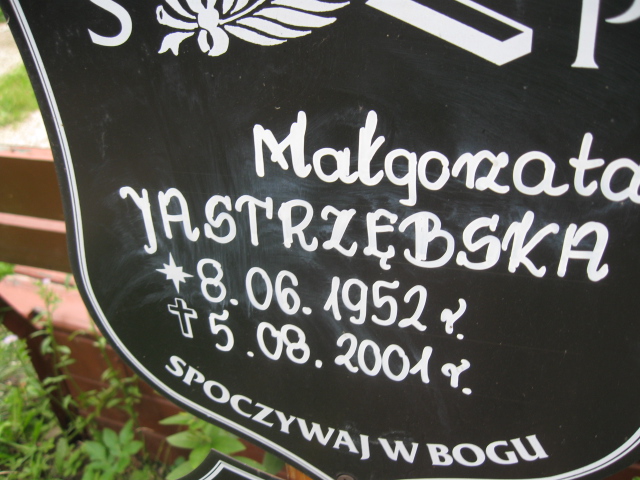 S P
Małgorzata
JASTRZĘBSKA
8.06.1952 r.
5.08.2001 r.
SPOCZYWAJ W BOGU